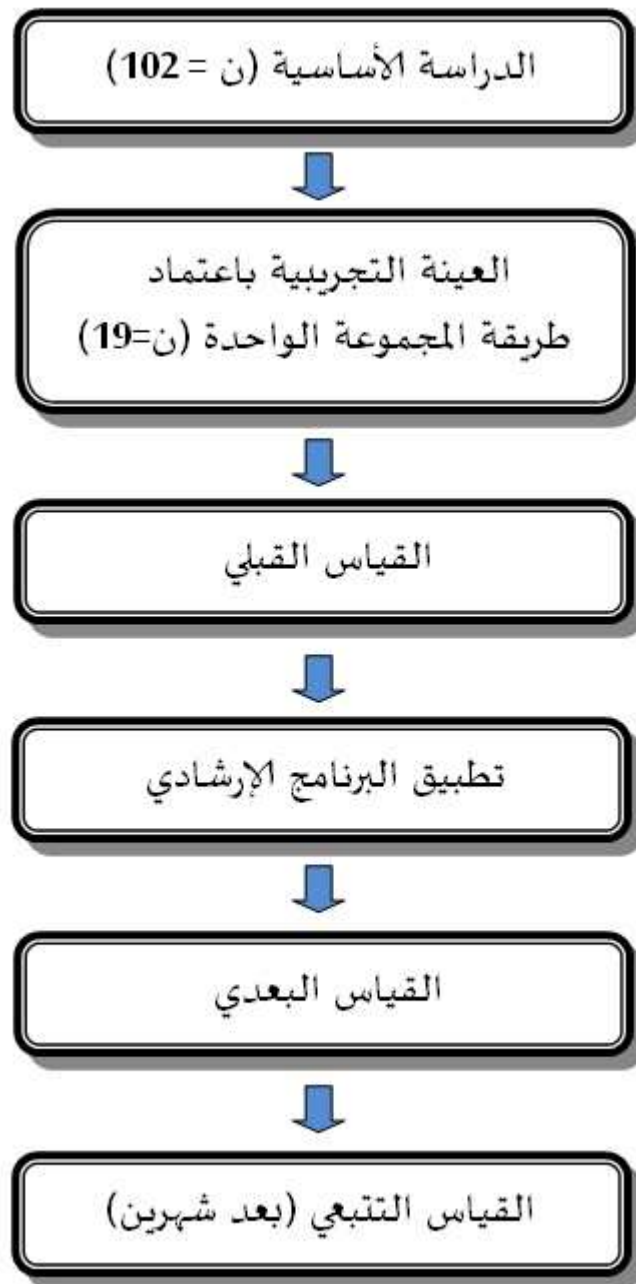 الدراسة الأساسية (ن = 102)
العينة التجريبية باعتماد
طريقة المجموعة الواحدة (ن=19)
القياس القبلي
تطبيق البرنامج الإرشادي
القياس البعدي
القياس التتبعي (بعد شهرين)